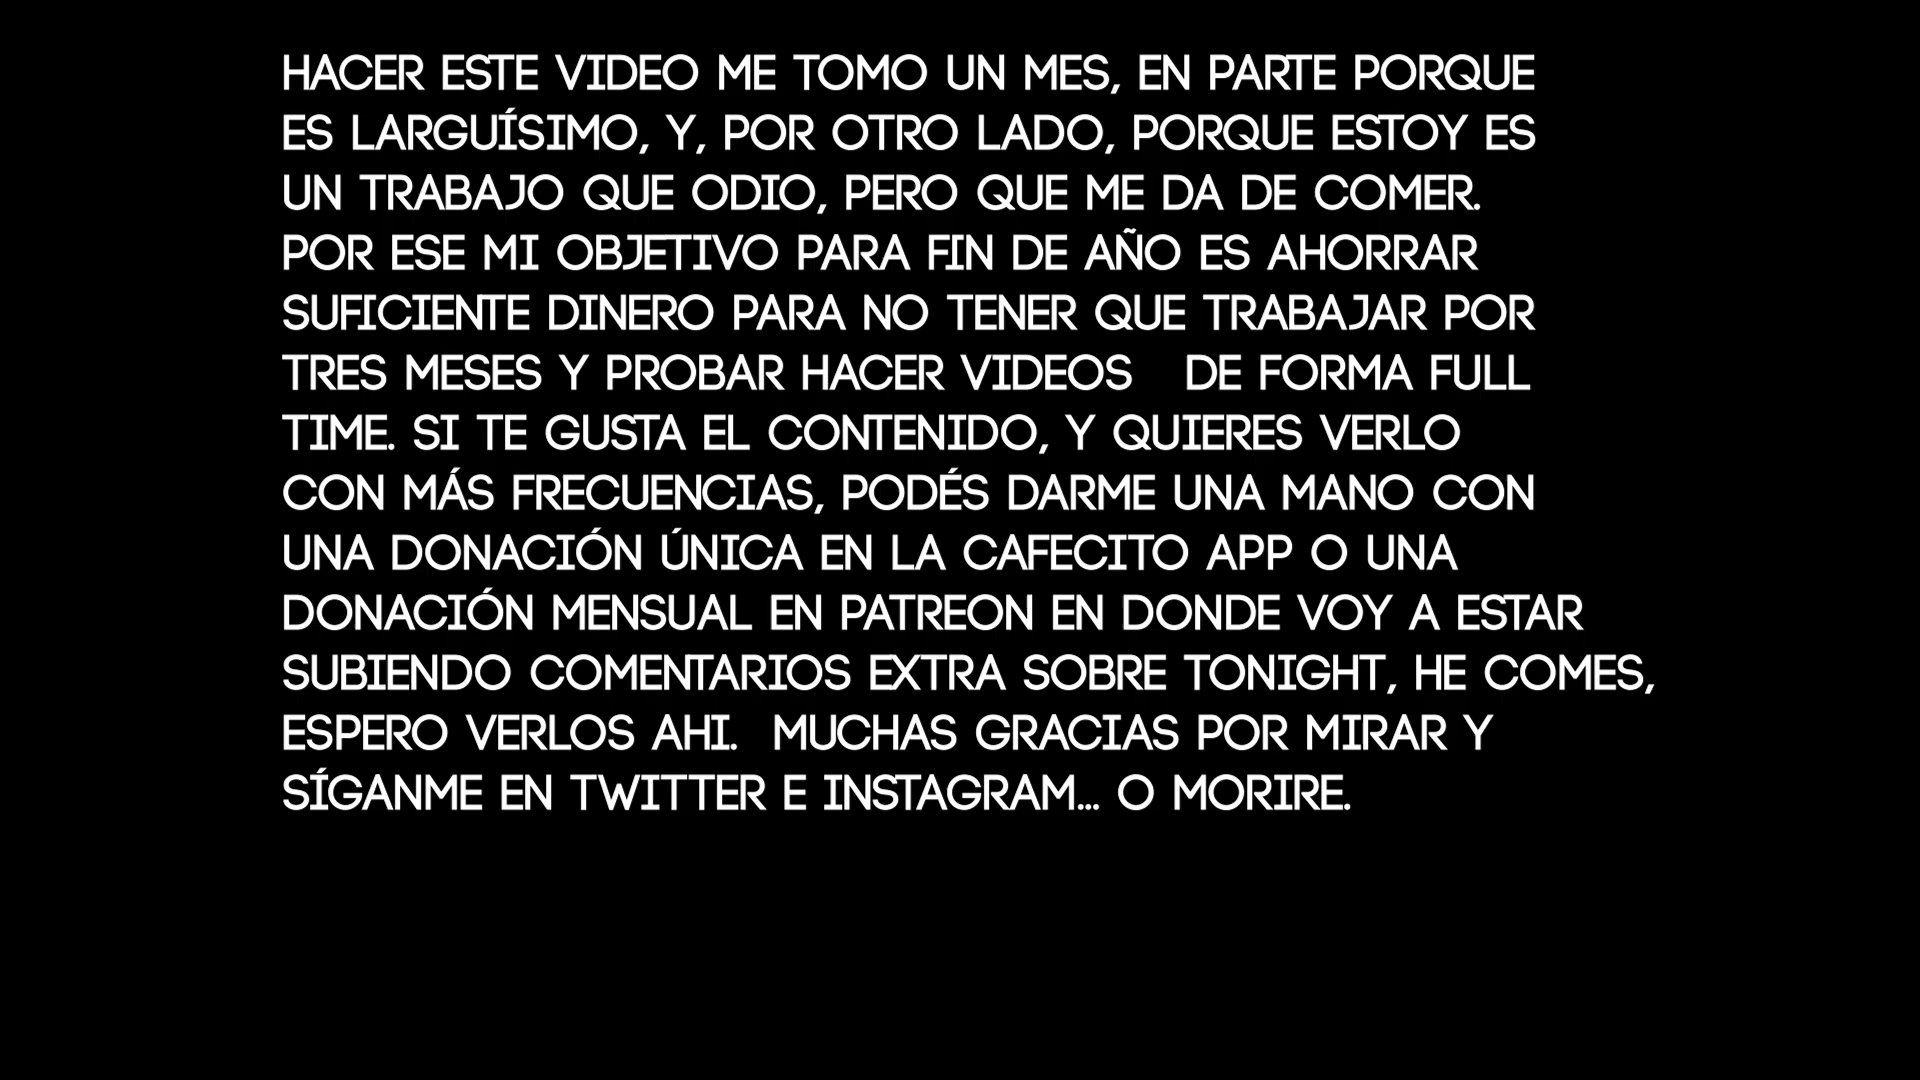 HACER ESTE VIDEO ME TOMO UN MES, EN PARTE PORQUE
ES LARGUÍSIMO, Y, POR OTRO LADO, PORQUE ESTOY ES
UN TRABAJO QUE ODIO, PERO QUE ME DA DE COMER.
POR ESE MI OBJETIVO PARA FIN DE AÑO ES AHORRAR
SUFICIENTE DINERO PARA NO TENER QUE TRABAJAR POR
TRES MESES Y PROBAR HACER VIDEOS   DE FORMA FULL
TIME. SI TE GUSTA EL CONTENIDO, Y QUIERES VERLO
CON MÁS FRECUENCIAS, PODÉS DARME UNA MANO CON
UNA DONACIÓN ÚNICA EN LA CAFECITO APP O UNA
DONACIÓN MENSUAL EN PATREON EN DONDE VOY A ESTAR
SUBIENDO COMENTARIOS EXTRA SOBRE TONIGHT, HE COMES,
ESPERO VERLOS AHI.  MUCHAS GRACIAS POR MIRAR Y
SÍGANME EN TWITTER E INSTAGRAM... O MORIRE.